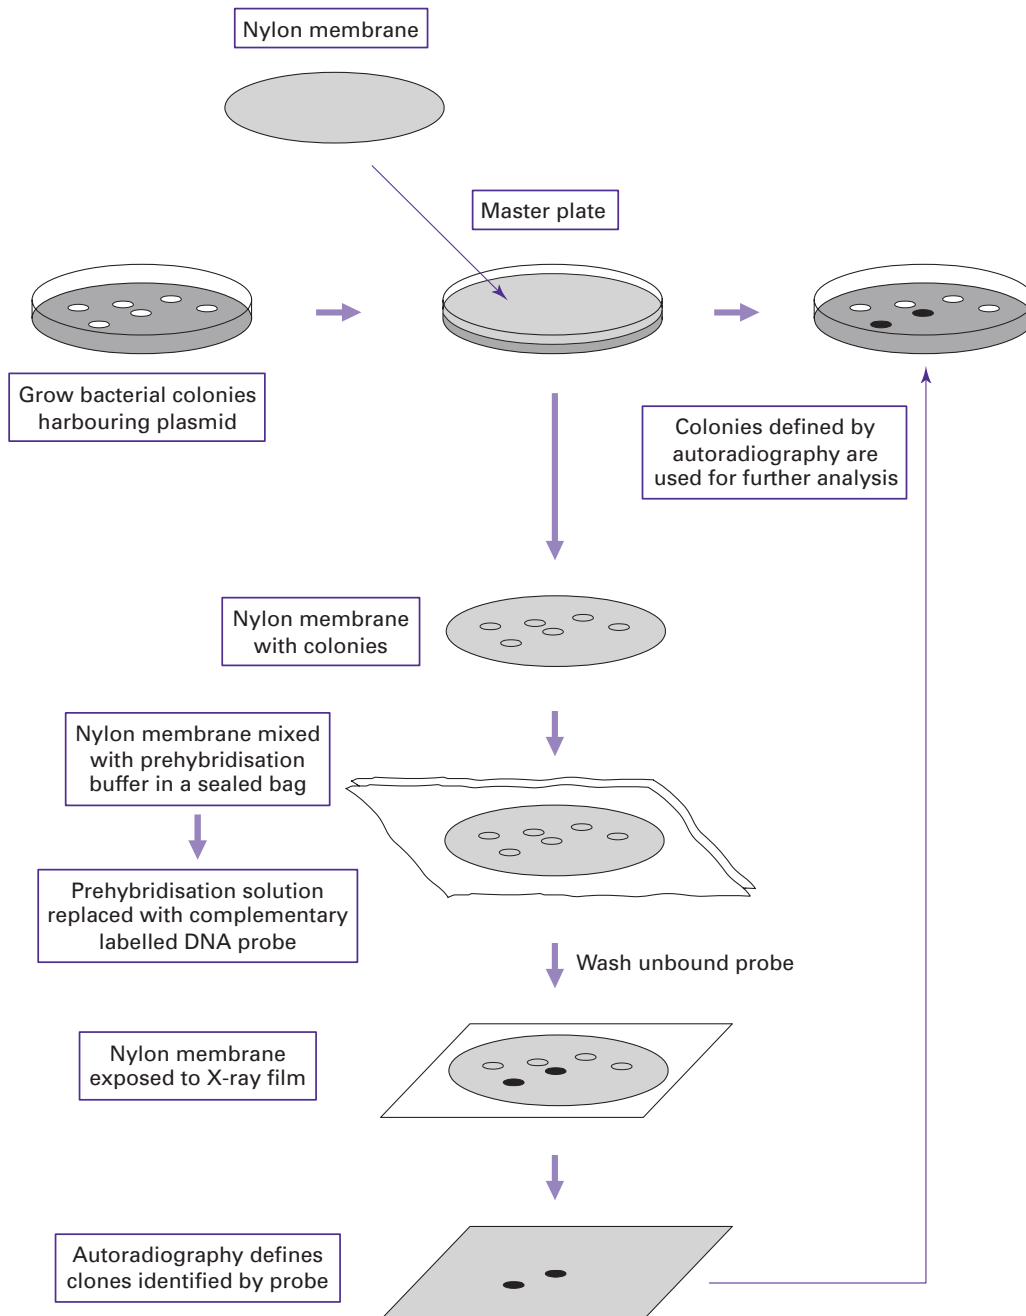 Nylon membrane
Master plate
Grow bacterial colonies
harbouring plasmid
Colonies defined by
autoradiography are
used for further analysis
Nylon membrane
with colonies
Nylon membrane mixed
with prehybridisation
buffer in a sealed bag
Prehybridisation solution
replaced with complementary
labelled DNA probe
Wash unbound probe
Nylon membrane
exposed to X-ray film
Autoradiography defines
clones identified by probe